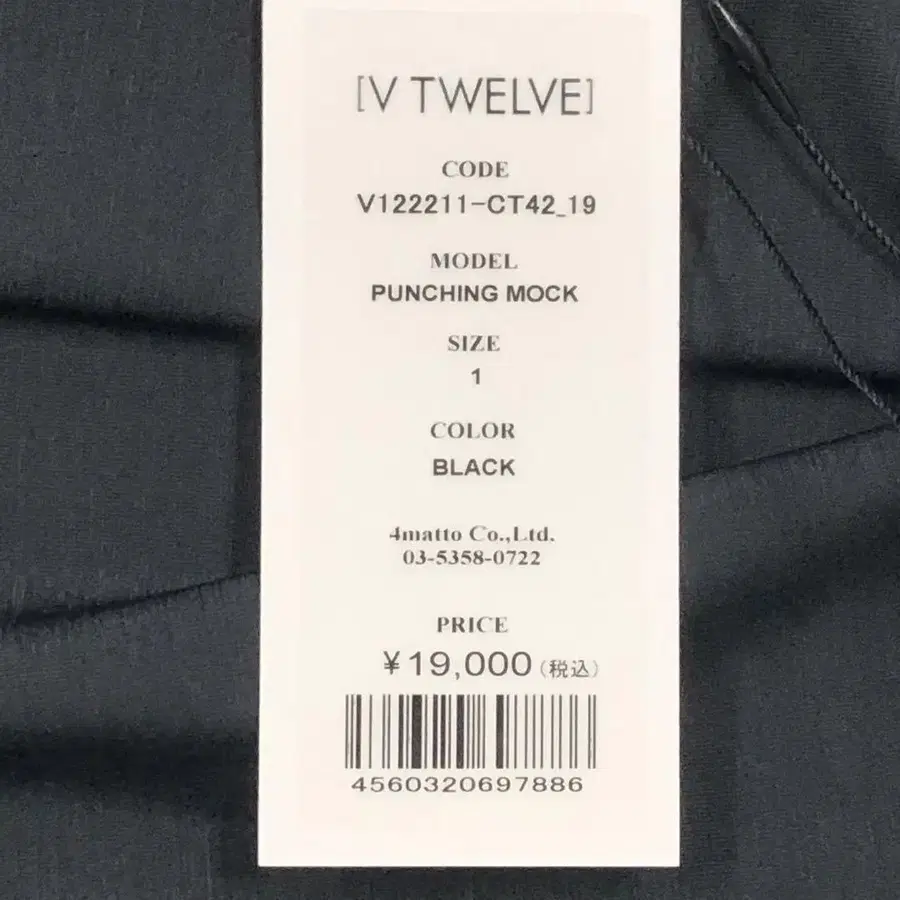 [V TWELVE]
CODE
V122211-CT42_19
MODEL
PUNCHING MOCK
SIZE
1
COLOR
BLACK
4matto Co.,Ltd.
03-5358-0722
PRICE
¥19,000(税込)
4560320697886